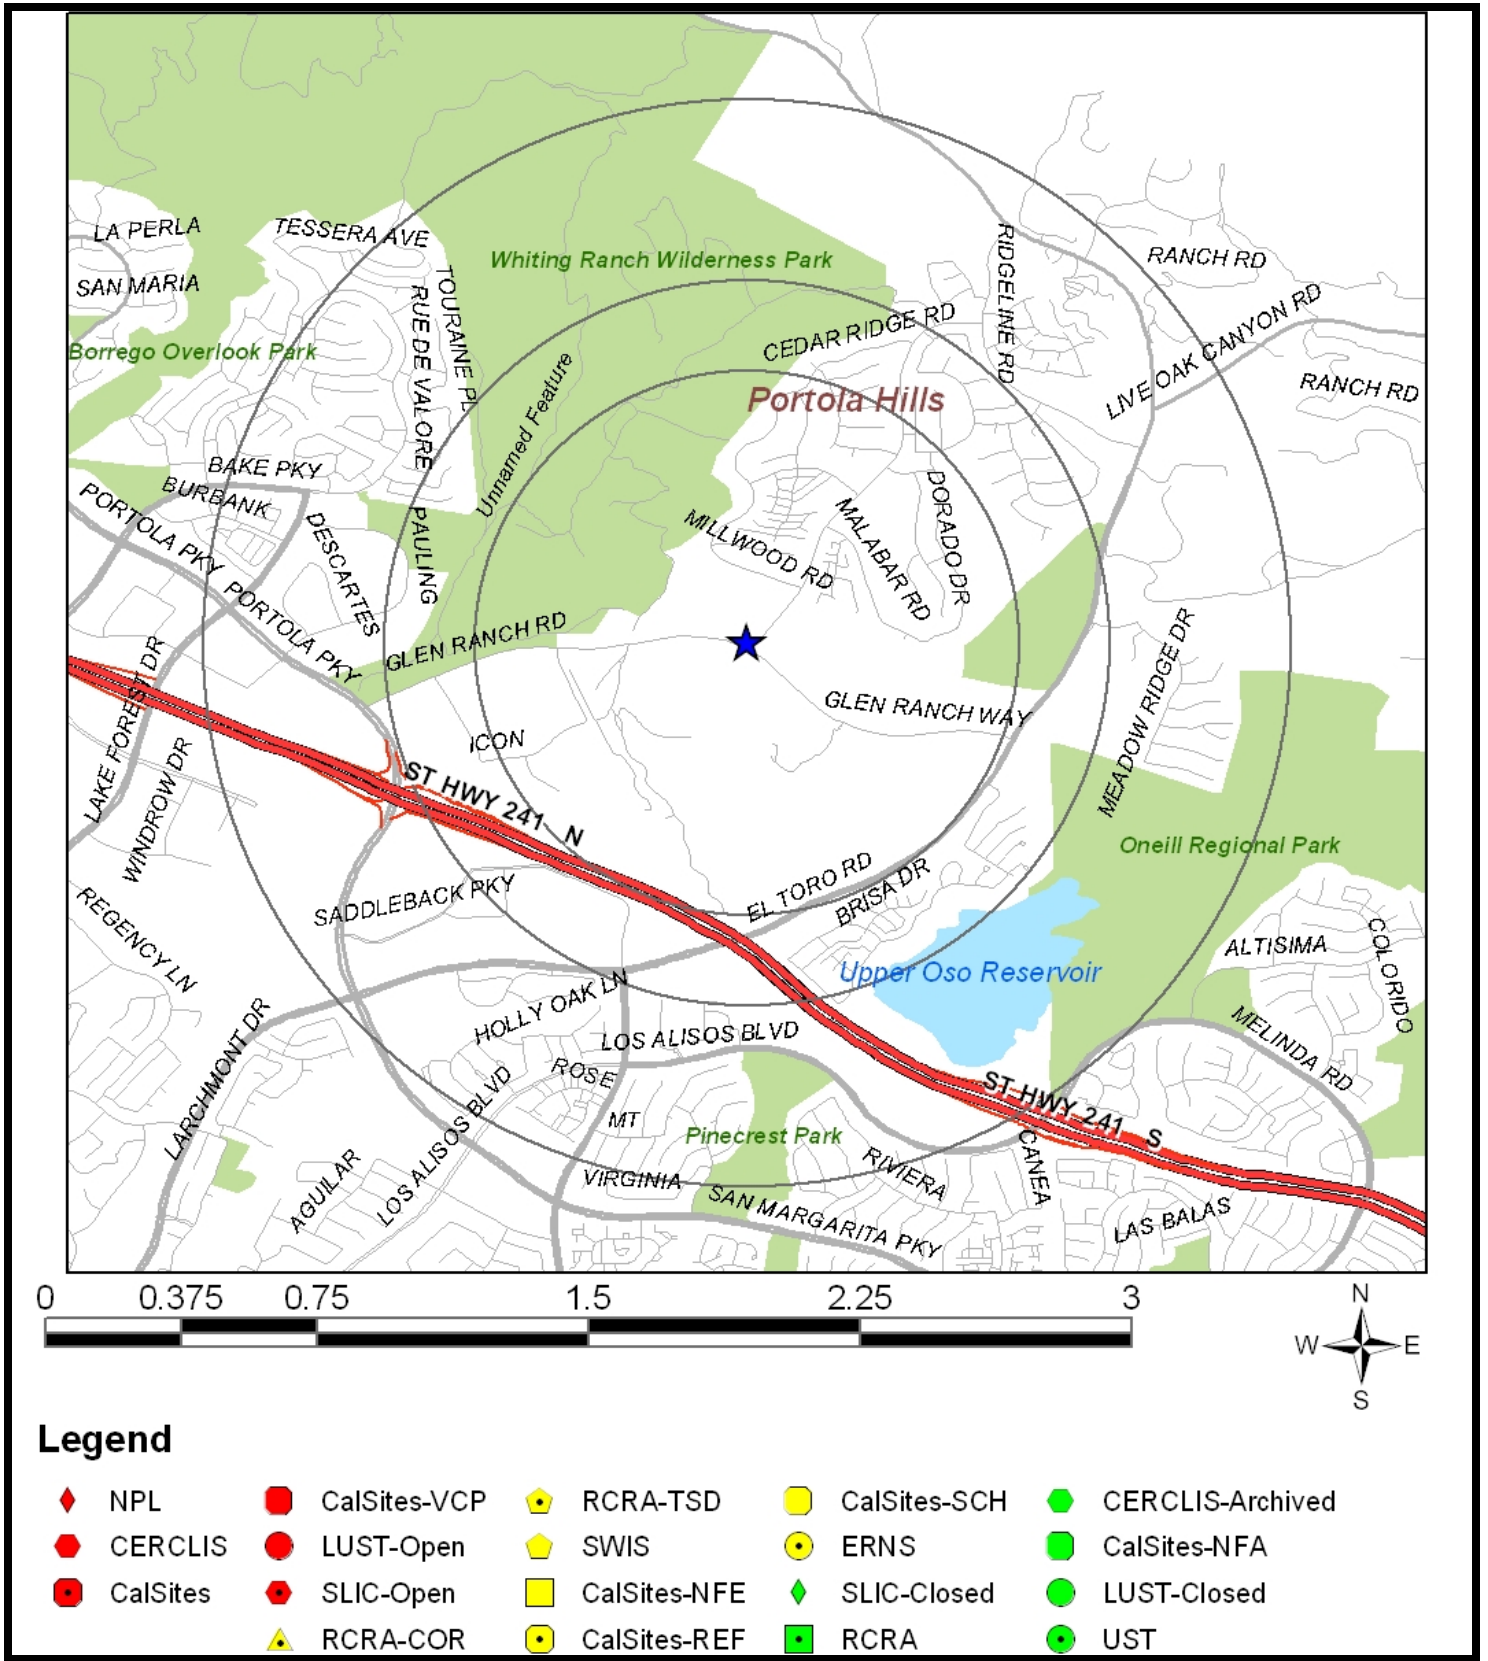 LA PERLA
TESSERA AVE
SAN MARIA
Whiting Ranch Wilderness Park
RIDGELINE RD
RANCH RD
TOURAINE PL
RUE DE VALORE
Borrego Overlook Park
CEDAR RIDGE RD
LIVE OAK CANYON RD
RANCH RD
Unnamed Feature
Portola Hills
BAKE PKY
BURBANK
PORTOLA PKY
DESCARTES
PAULING
MILLWOOD RD
MALABAR RD
DORADO DR
PORTOLA PKY
GLEN RANCH RD
GLEN RANCH WAY
MEADOW RIDGE DR
LAKE FOREST DR
WINDROW DR
ICON
ST HWY 241 N
Oneill Regional Park
SADDLEBACK PKY
EL TORO RD
BRISA DR
REGENCY LN
ALTISIMA
COLORIDO
Upper Oso Reservoir
HOLLY OAK LN
LARCHMONT DR
LOS ALISOS BLVD
MELINDA RD
ROSE
ST HWY 241 S
MT
LOS ALISOS BLVD
Pinecrest Park
CANEA
RIVIERA
AGUILAR
VIRGINIA
SAN MARGARITA PKY
LAS BALAS
0 0.375 0.75 1.5 2.25 3
N
W E
S
Legend
NPL CalSites-VCP RCRA-TSD CalSites-SCH CERCLIS-Archived
CERCLIS LUST-Open SWIS ERNS CalSites-NFA
CalSites SLIC-Open CalSites-NFE SLIC-Closed LUST-Closed
RCRA-COR CalSites-REF RCRA UST